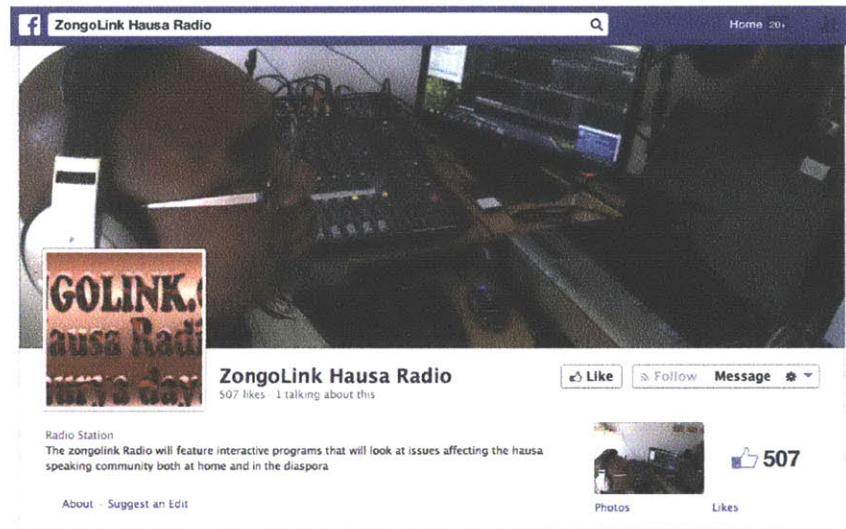 f ZongoLink Hausa Radio
Home 20+
GOLINK.
ausa Radi
ZongoLink Hausa Radio
507 likes · 1 talking about this
Like
Follow Message
Radio Station
The zongolink Radio will feature interactive programs that will look at issues affecting the hausa
speaking community both at home and in the diaspora
507
About · Suggest an Edit
Photos
Likes